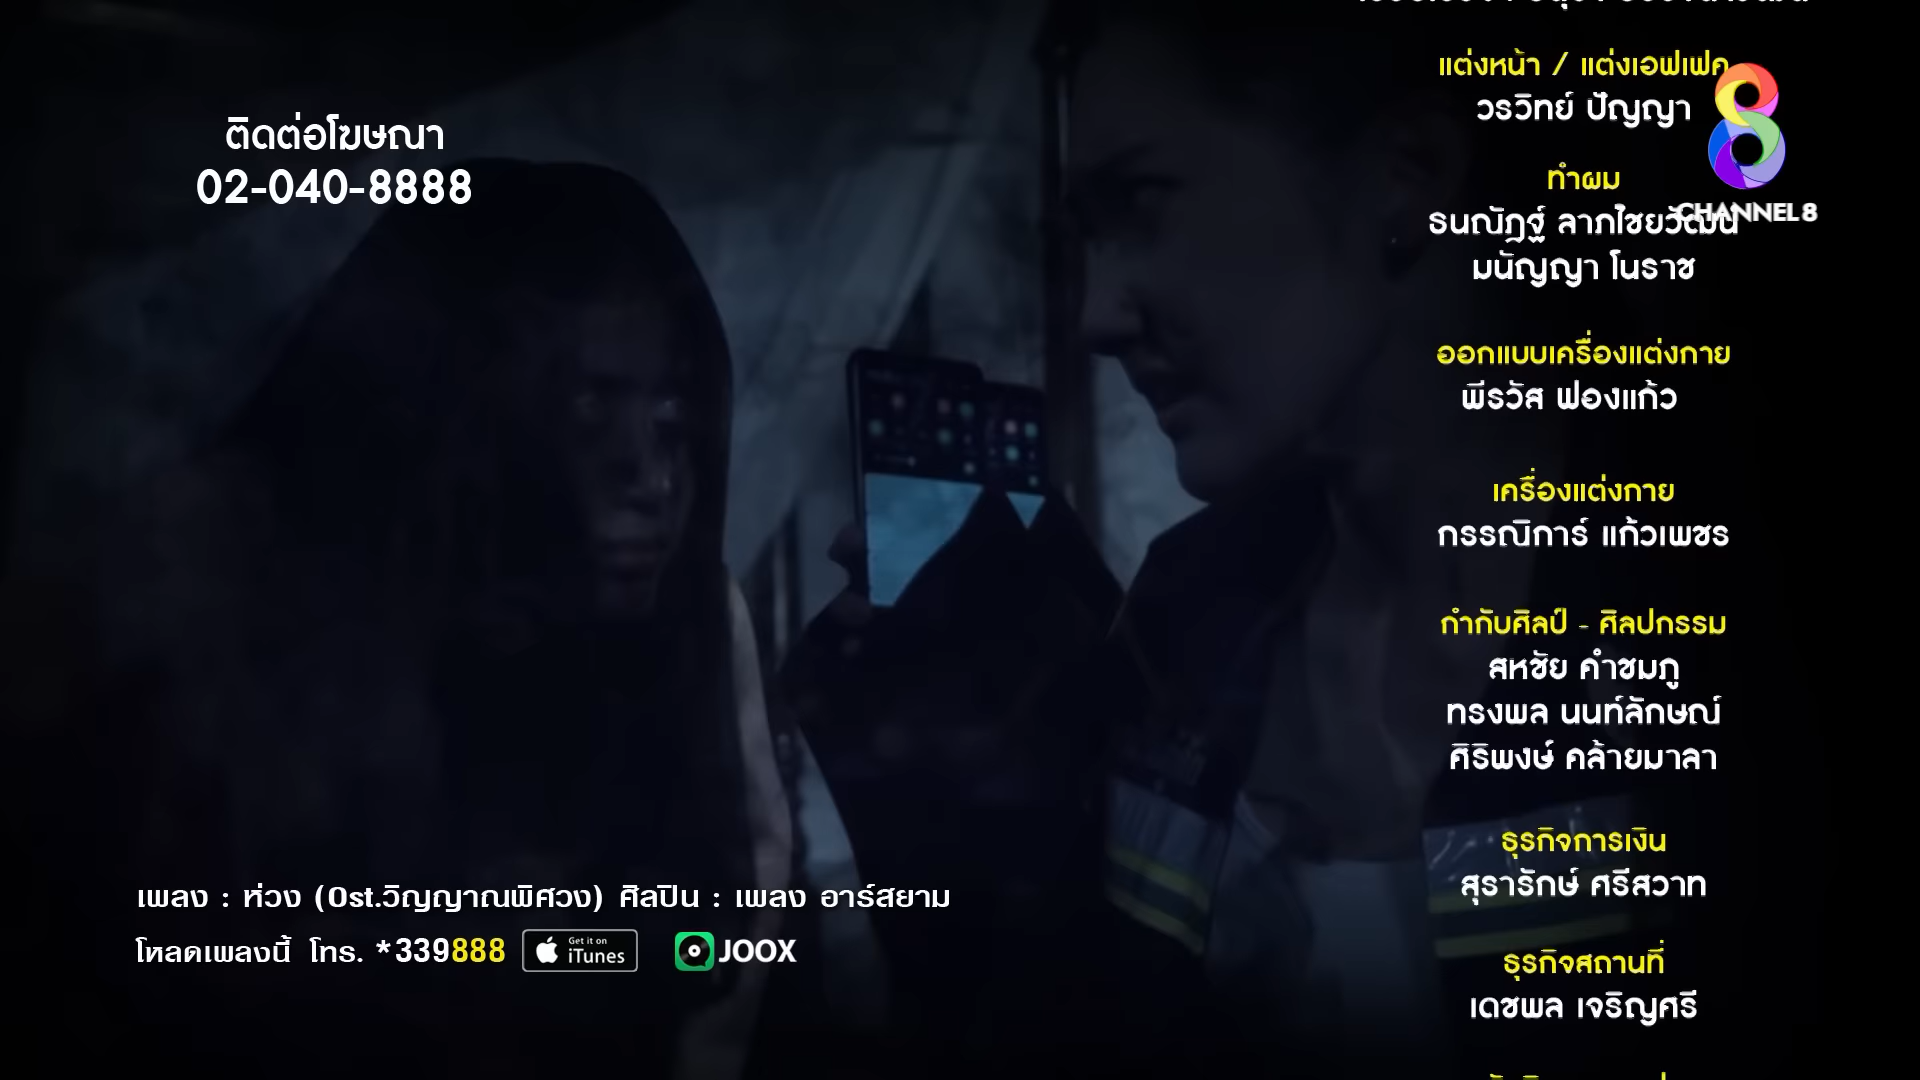 ติดต่อโฆษณา
02-040-8888
แต่งหน้า / แต่งเอฟเฟค
วรวิทย์ ปัญญา
ทำผม
ธนณัฏฐ์ ลาภไชยวัฒน์
มนัญญา โนราช
ออกแบบเครื่องแต่งกาย
พีรวัส ฟองแก้ว
เครื่องแต่งกาย
กรรณิการ์ แก้วเพชร
กำกับศิลป์ - ศิลปกรรม
สหชัย คำชมภู
ทรงพล นนท์ลักษณ์
ศิริพงษ์ คล้ายมาลา
ธุรกิจการเงิน
สุรารักษ์ ศรีสวาท
ธุรกิจสถานที่
เดชพล เจริญศรี
CHANNEL 8
เพลง : ห่วง (Ost.วิญญาณพิศวง) ศิลปิน : เพลง อาร์สยาม
โหลดเพลงนี้ โทร. *339888 Get it on iTunes JOOX